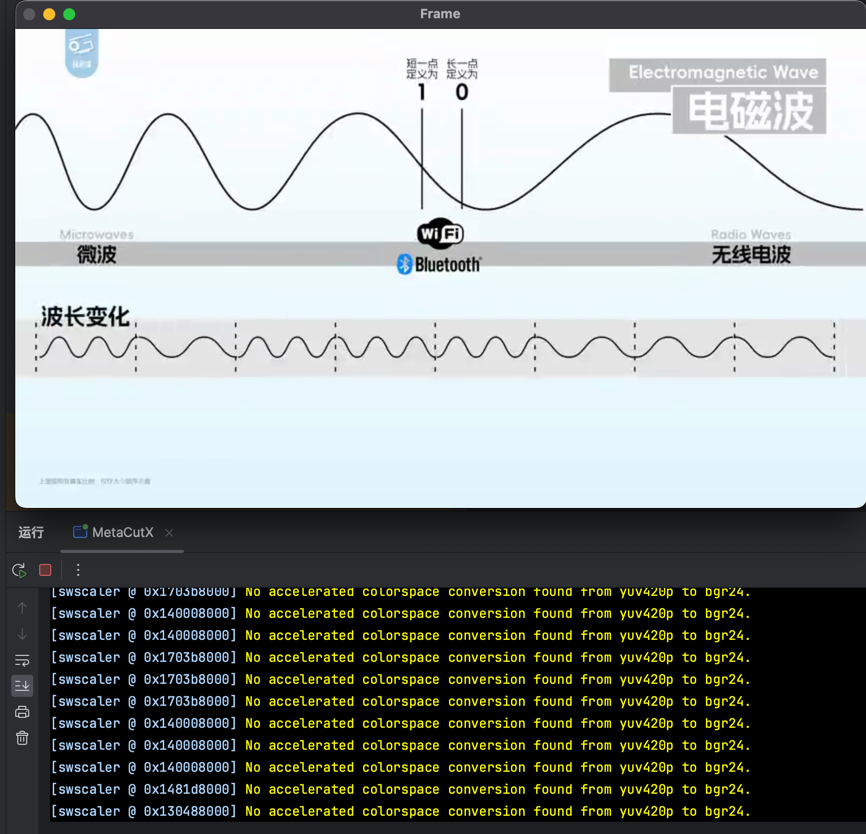 Frame
短一点 长一点
定义为 定义为
1 0
Electromagnetic Wave
电磁波
Microwaves
微波
WiFi
Bluetooth
Radio Waves
无线电波
波长变化
运行 MetaCutX
[swscaler @ 0x1703b8000] No accelerated colorspace conversion found from yuv420p to bgr24.
[swscaler @ 0x140008000] No accelerated colorspace conversion found from yuv420p to bgr24.
[swscaler @ 0x140008000] No accelerated colorspace conversion found from yuv420p to bgr24.
[swscaler @ 0x1703b8000] No accelerated colorspace conversion found from yuv420p to bgr24.
[swscaler @ 0x1703b8000] No accelerated colorspace conversion found from yuv420p to bgr24.
[swscaler @ 0x1703b8000] No accelerated colorspace conversion found from yuv420p to bgr24.
[swscaler @ 0x140008000] No accelerated colorspace conversion found from yuv420p to bgr24.
[swscaler @ 0x140008000] No accelerated colorspace conversion found from yuv420p to bgr24.
[swscaler @ 0x140008000] No accelerated colorspace conversion found from yuv420p to bgr24.
[swscaler @ 0x1481d8000] No accelerated colorspace conversion found from yuv420p to bgr24.
[swscaler @ 0x130488000] No accelerated colorspace conversion found from yuv420p to bgr24.